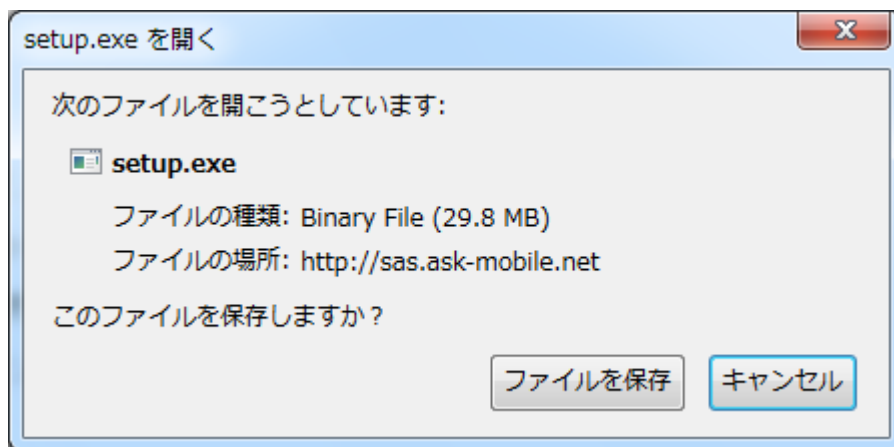 setup.exe を開く
次のファイルを開こうとしています:
setup.exe
ファイルの種類: Binary File (29.8 MB)
ファイルの場所: http://sas.ask-mobile.net
このファイルを保存しますか?
ファイルを保存 キャンセル